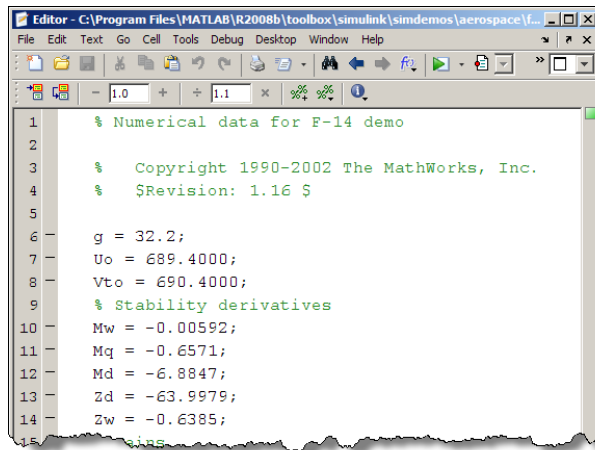 Editor - C:\Program Files\MATLAB\R2008b\toolbox\simulink\simdemos\aerospace\f...
File Edit Text Go Cell Tools Debug Desktop Window Help
- 1.0 + ÷ 1.1 ×
1 % Numerical data for F-14 demo
2
3 % Copyright 1990-2002 The MathWorks, Inc.
4 % $Revision: 1.16 $
5
6 - g = 32.2;
7 - Uo = 689.4000;
8 - Vto = 690.4000;
9 % Stability derivatives
10 - Mw = -0.00592;
11 - Mq = -0.6571;
12 - Md = -6.8847;
13 - Zd = -63.9979;
14 - Zw = -0.6385;
15